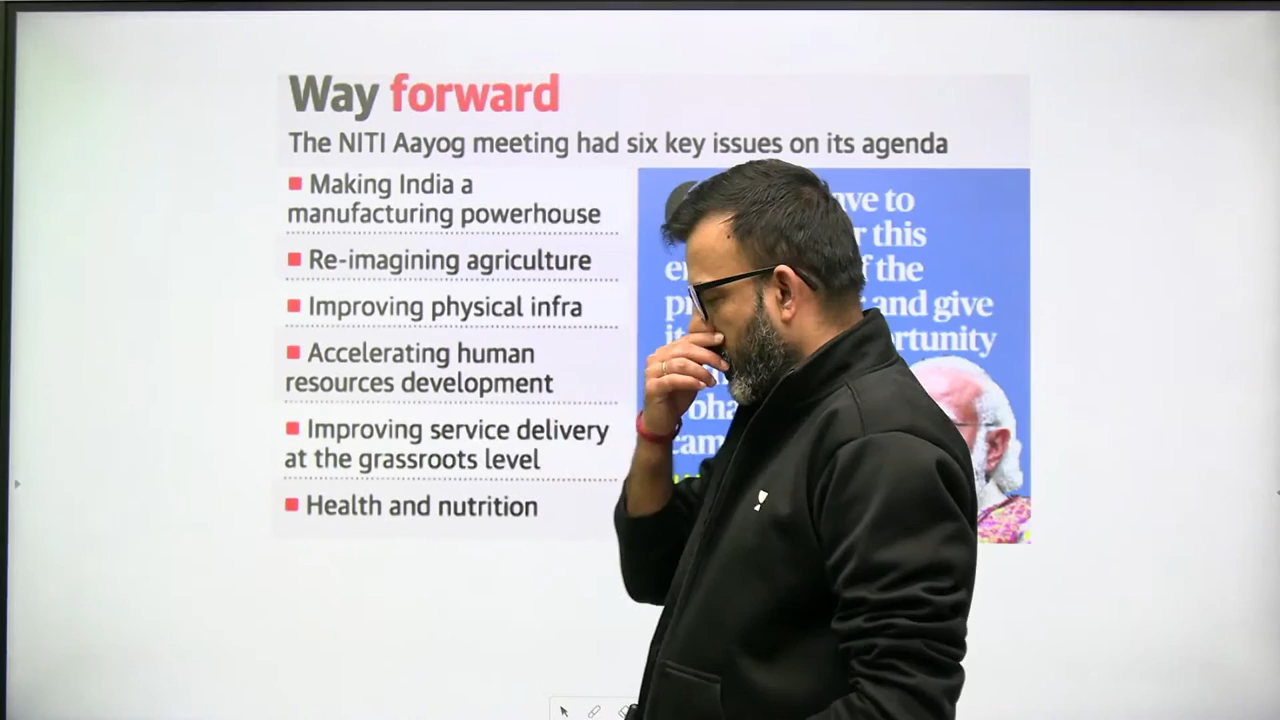 Way forward
The NITI Aayog meeting had six key issues on its agenda
Making India a
manufacturing powerhouse
Re-imagining agriculture
Improving physical infra
Accelerating human
resources development
Improving service delivery
at the grassroots level
Health and nutrition
to
this
the
and give